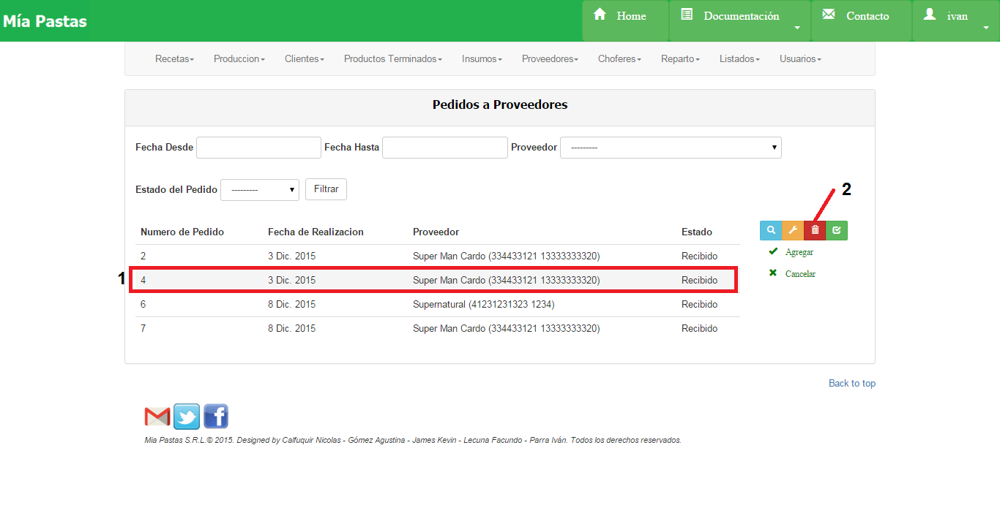 Mía Pastas Home Documentación Contacto ivan
Recetas Produccion Clientes Productos Terminados Insumos Proveedores Choferes Reparto Listados Usuarios
Pedidos a Proveedores
Fecha Desde Fecha Hasta Proveedor ---------
Estado del Pedido --------- Filtrar
2
Numero de Pedido Fecha de Realizacion Proveedor Estado
2 3 Dic. 2015 Super Man Cardo (334433121 13333333320) Recibido
Agregar
1 4 3 Dic. 2015 Super Man Cardo (334433121 13333333320) Recibido
Cancelar
6 8 Dic. 2015 Supernatural (41231231323 1234) Recibido
7 8 Dic. 2015 Super Man Cardo (334433121 13333333320) Recibido
Back to top
Mia Pastas S.R.L.© 2015. Designed by Calfuquir Nicolas - Gómez Agustina - James Kevin - Lecuna Facundo - Parra Iván. Todos los derechos reservados.